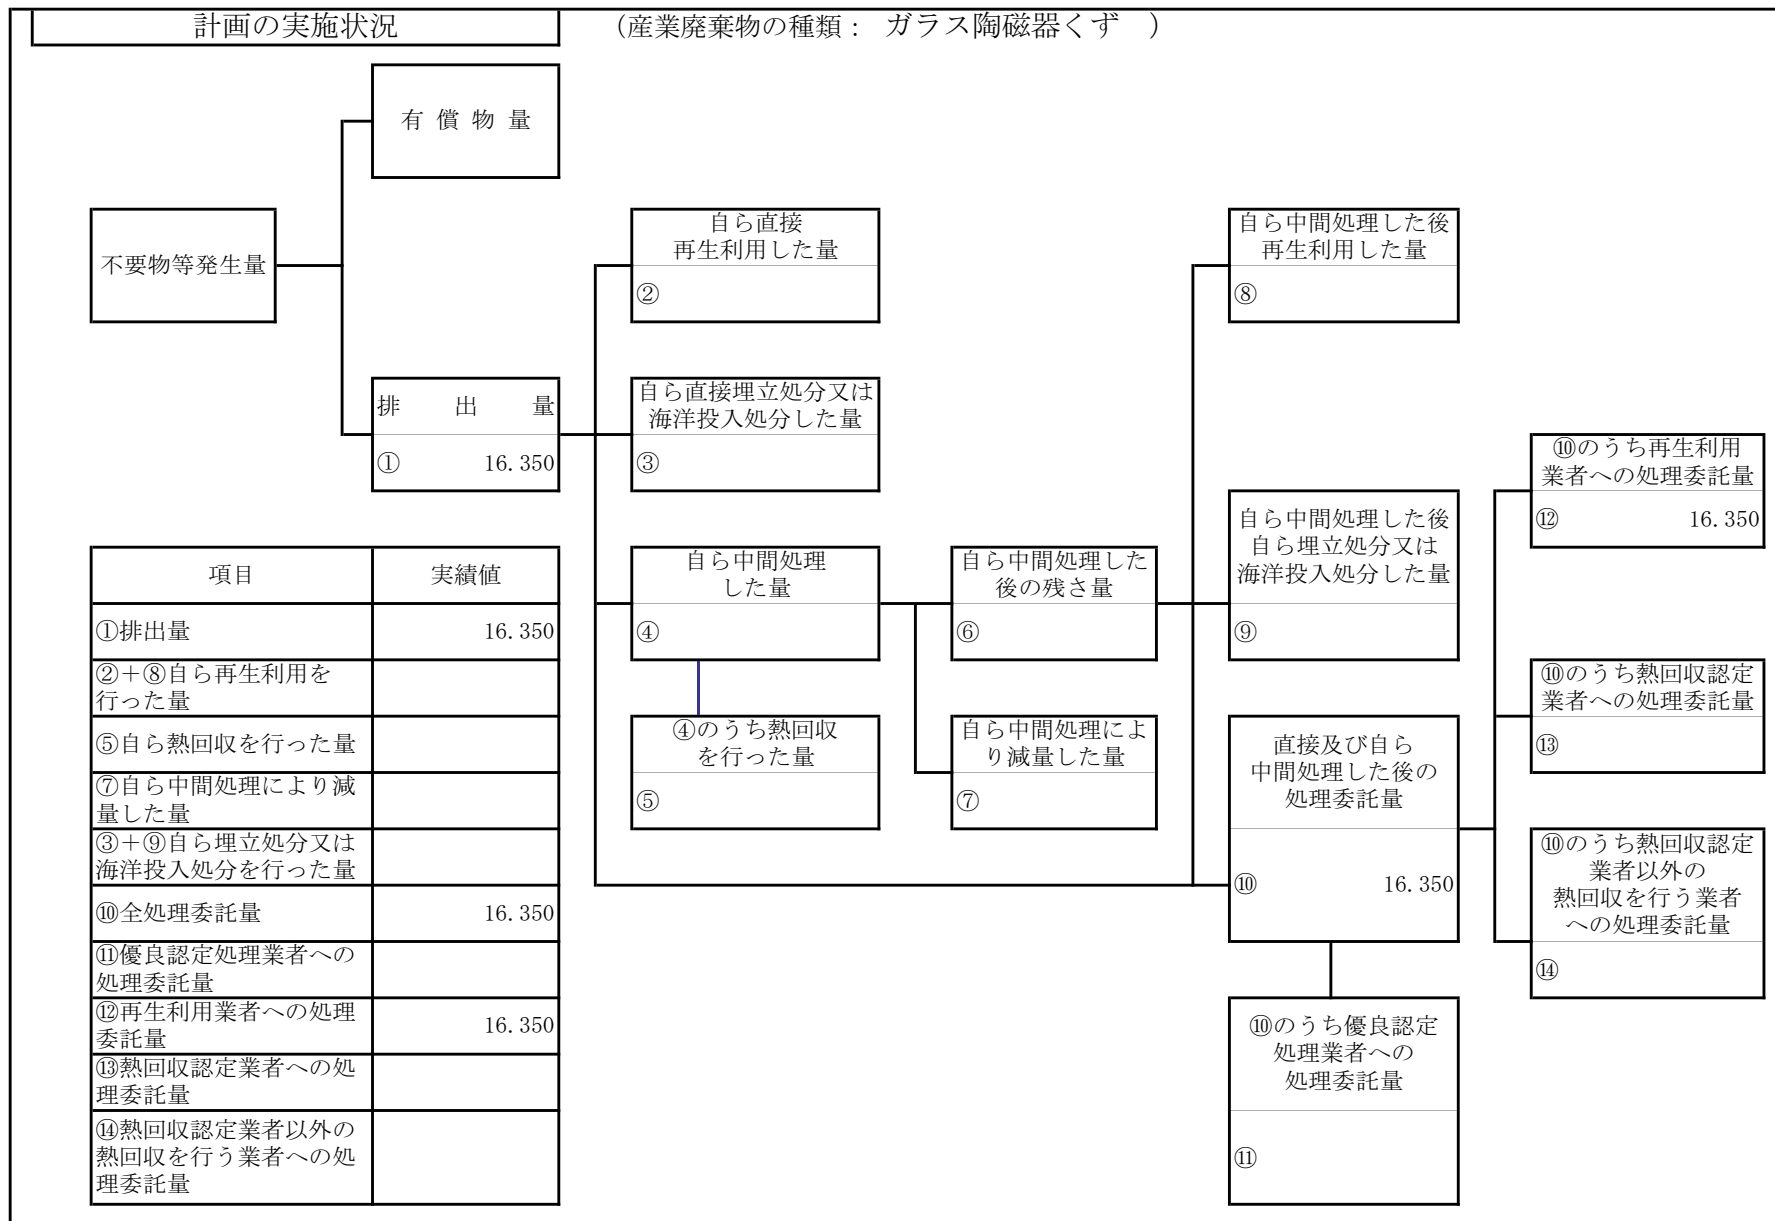 計画の実施状況
(産業廃棄物の種類： ガラス陶磁器くず )
有 償 物 量
不要物等発生量
自ら直接
再生利用した量
②
自ら中間処理した後
再生利用した量
⑧
排 出 量
① 16.350
自ら直接埋立処分又は
海洋投入処分した量
③
⑩のうち再生利用
業者への処理委託量
⑫ 16.350
自ら中間処理した後
自ら埋立処分又は
海洋投入処分した量
⑨
自ら中間処理
した量
④
自ら中間処理した
後の残さ量
⑥
⑩のうち熱回収認定
業者への処理委託量
⑬
④のうち熱回収
を行った量
⑤
自ら中間処理によ
り減量した量
⑦
直接及び自ら
中間処理した後の
処理委託量
⑩ 16.350
⑩のうち熱回収認定
業者以外の
熱回収を行う業者
への処理委託量
⑭
⑩のうち優良認定
処理業者への
処理委託量
⑪
項目 実績値
①排出量 16.350
②＋⑧自ら再生利用を
行った量
⑤自ら熱回収を行った量
⑦自ら中間処理により減
量した量
③＋⑨自ら埋立処分又は
海洋投入処分を行った量
⑩全処理委託量 16.350
⑪優良認定処理業者への
処理委託量
⑫再生利用業者への処理
委託量 16.350
⑬熱回収認定業者への処
理委託量
⑭熱回収認定業者以外の
熱回収を行う業者への処
理委託量